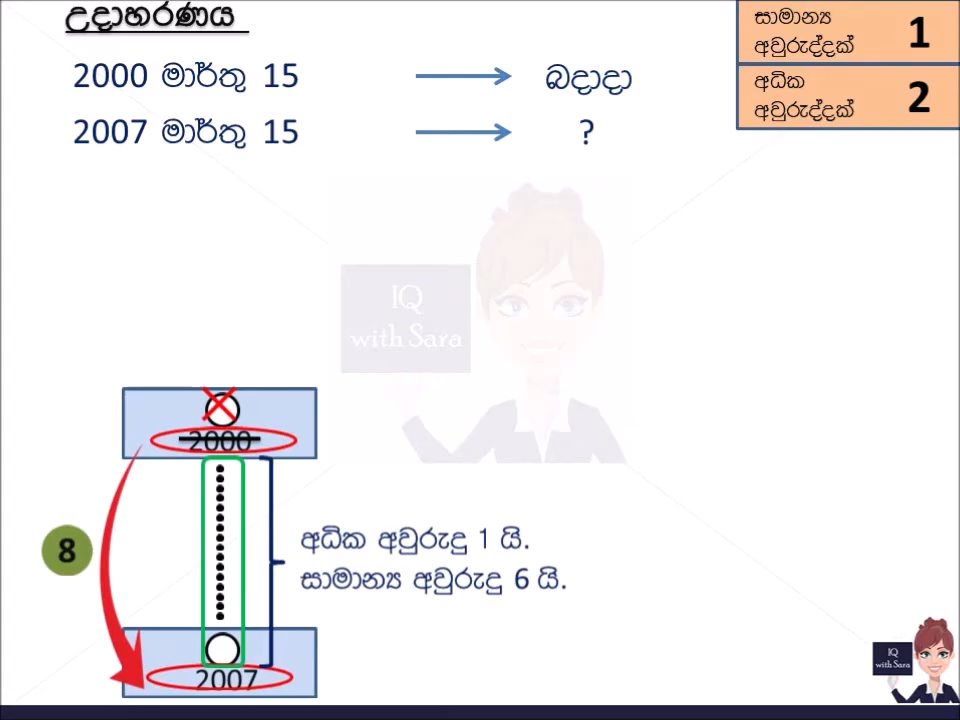 උදාහරණය
සාමාන්‍ය
අවුරුද්දක් 1
2000 මාර්තු 15 බදාදා
අධික
අවුරුද්දක් 2
2007 මාර්තු 15 ?
IQ
with Sara
2000
8
අධික අවුරුදු 1 යි.
සාමාන්‍ය අවුරුදු 6 යි.
2007
IQ
with Sara